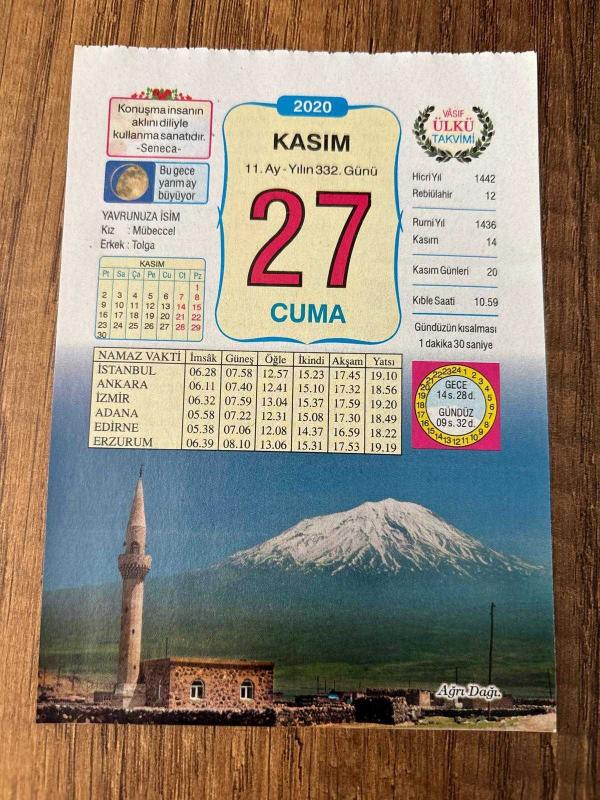 2020
Konuşma insanın
aklını diliyle
kullanma sanatıdır.
-Seneca-
Bu gece
yarım ay
büyüyor
YAVRUNUZA İSİM
Kız : Mübeccel
Erkek : Tolga
KASIM
Pt Sa Ça Pe Cu Ct Pz
1
2 3 4 5 6 7 8
9 10 11 12 13 14 15
16 17 18 19 20 21 22
23 24 25 26 27 28 29
30
KASIM
11. Ay - Yılın 332. Günü
27
CUMA
VÂSIF
ÜLKÜ
TAKVİMİ
Hicri Yıl 1442
Rebiülahir 12
Rumi Yıl 1436
Kasım 14
Kasım Günleri 20
Kıble Saati 10.59
Gündüzün kısalması
1 dakika 30 saniye
NAMAZ VAKTİ İmsâk Güneş Öğle İkindi Akşam Yatsı
İSTANBUL 06.28 07.58 12.57 15.23 17.45 19.10
ANKARA 06.11 07.40 12.41 15.10 17.32 18.56
İZMİR 06.32 07.59 13.04 15.37 17.59 19.20
ADANA 05.58 07.22 12.31 15.08 17.30 18.49
EDİRNE 05.38 07.06 12.08 14.37 16.59 18.22
ERZURUM 06.39 08.10 13.06 15.31 17.53 19.19
GECE
14 s. 28 d.
GÜNDÜZ
09 s. 32 d.
Ağrı Dağı.